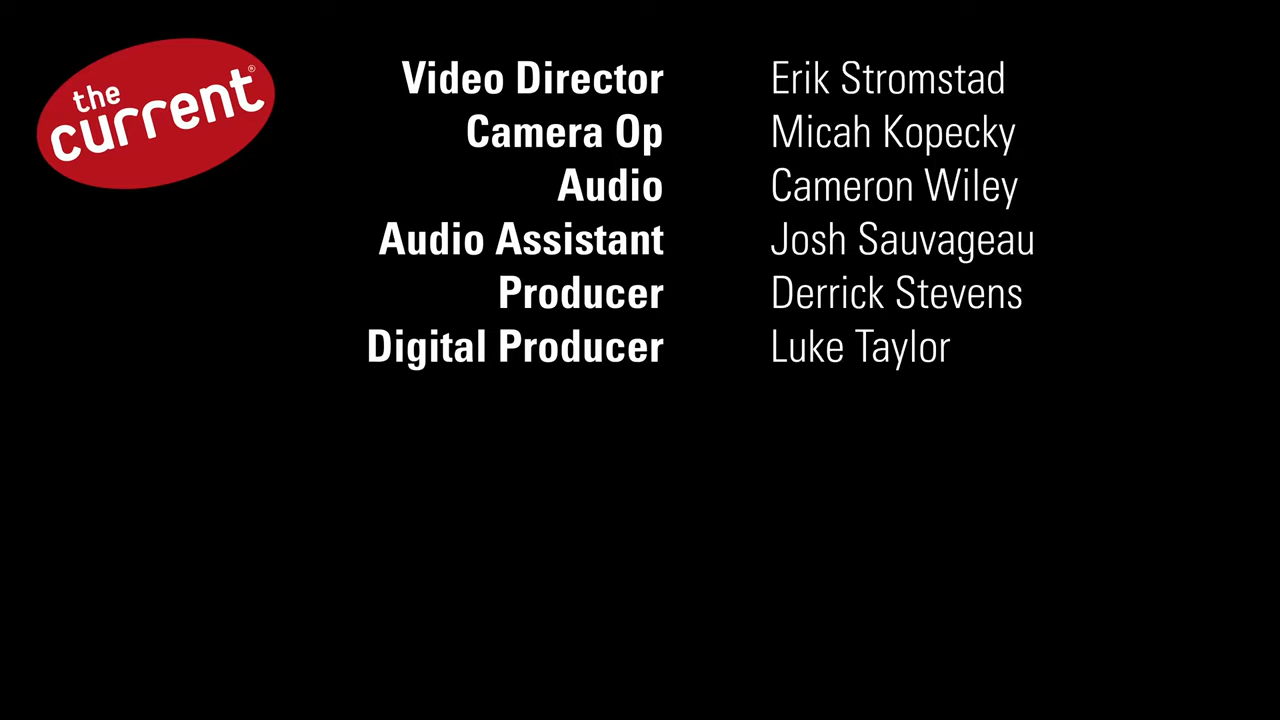 the
current®
Video Director Erik Stromstad
Camera Op Micah Kopecky
Audio Cameron Wiley
Audio Assistant Josh Sauvageau
Producer Derrick Stevens
Digital Producer Luke Taylor